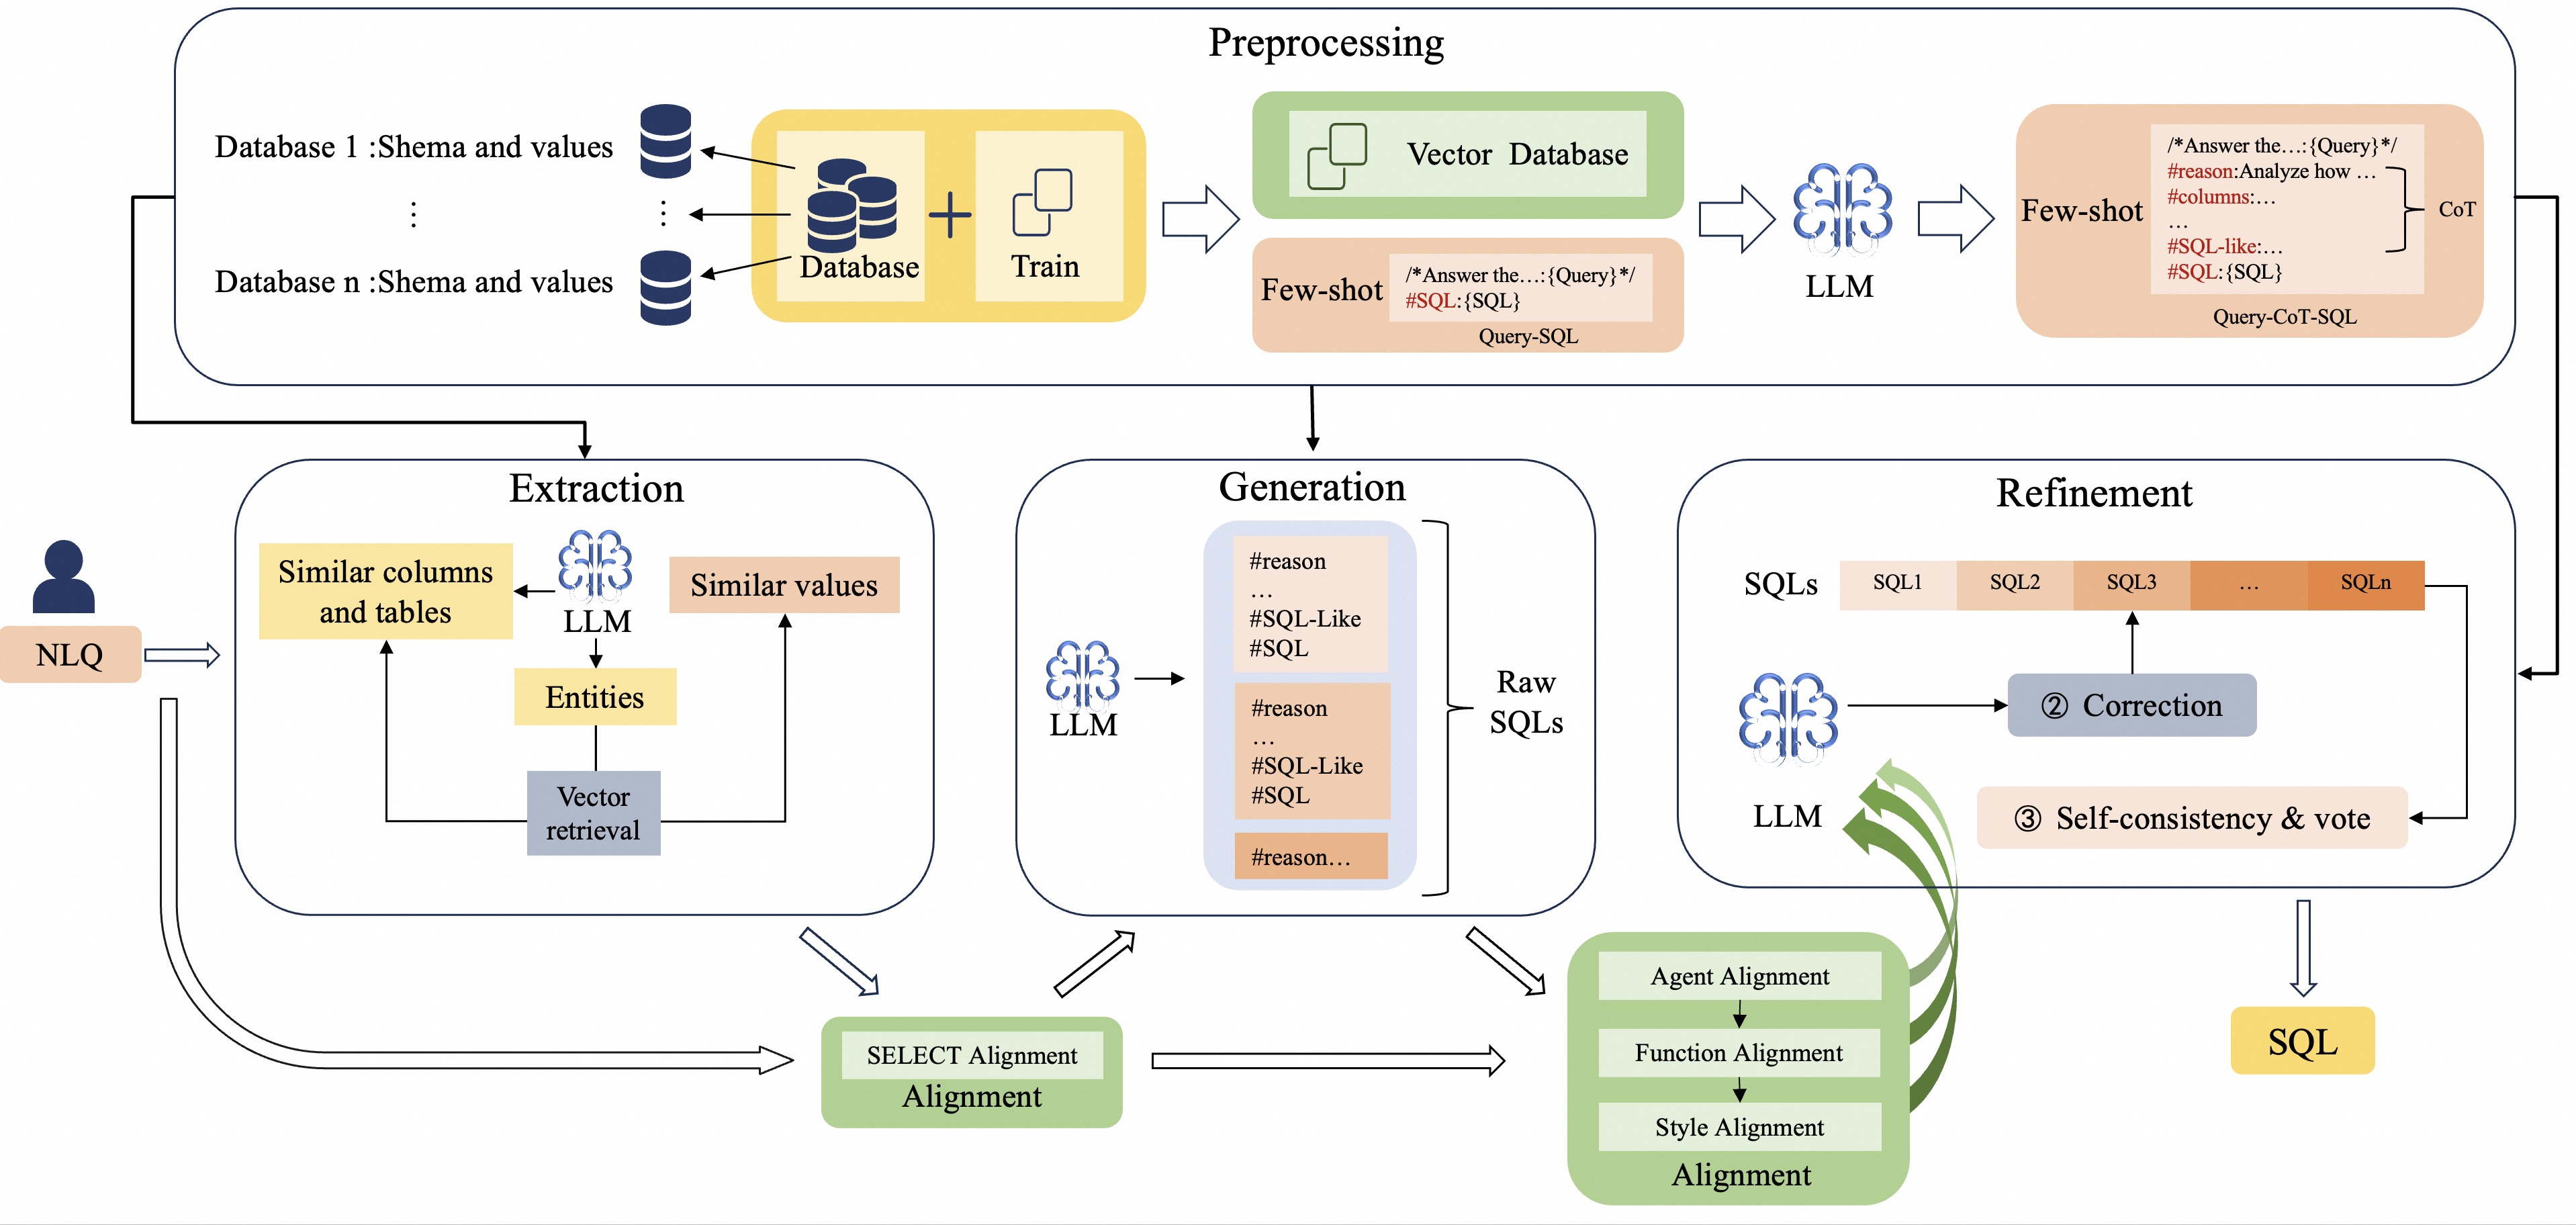 Preprocessing
Database 1 :Shema and values
⋮
⋮
Database n :Shema and values
Database
Train
Vector Database
Few-shot
/*Answer the…:{Query}*/
#SQL:{SQL}
Query-SQL
LLM
Few-shot
/*Answer the…:{Query}*/
#reason:Analyze how …
#columns:…
…
#SQL-like:…
#SQL:{SQL}
CoT
Query-CoT-SQL
NLQ
Extraction
Similar columns
and tables
LLM
Similar values
Entities
Vector
retrieval
Generation
LLM
#reason
…
#SQL-Like
#SQL
#reason
…
#SQL-Like
#SQL
#reason…
Raw
SQLs
Refinement
SQLs
SQL1
SQL2
SQL3
…
SQLn
② Correction
LLM
③ Self-consistency & vote
SELECT Alignment
Alignment
Agent Alignment
Function Alignment
Style Alignment
Alignment
SQL